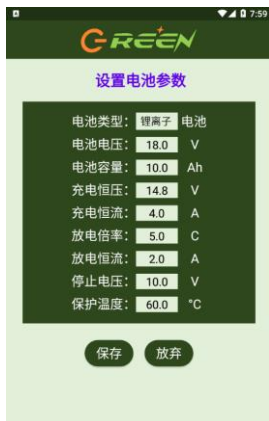 7:59
GREEN
设置电池参数
电池类型： 锂离子 电池
电池电压： 18.0 V
电池容量： 10.0 Ah
充电恒压： 14.8 V
充电恒流： 4.0 A
放电倍率： 5.0 C
放电恒流： 2.0 A
停止电压： 10.0 V
保护温度： 60.0 °C
保存 放弃